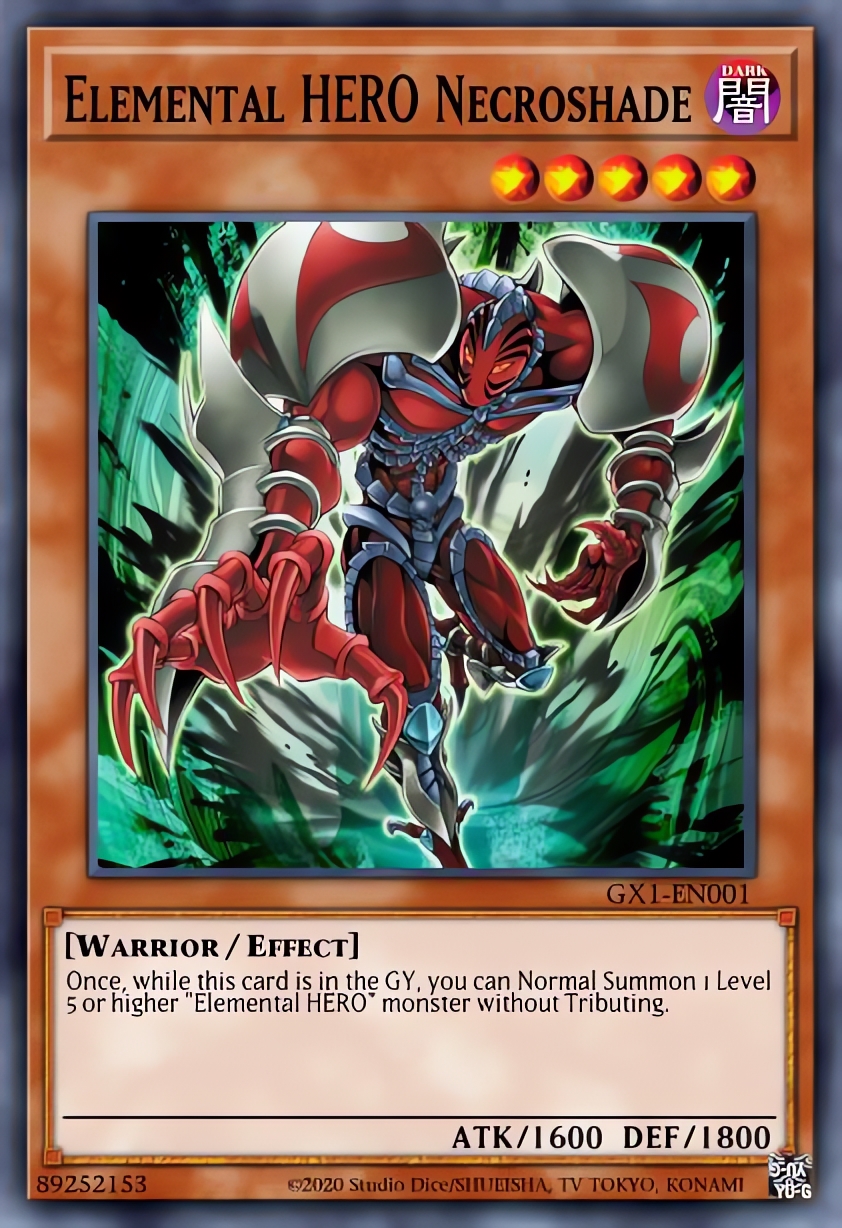 Elemental HERO Necroshade
DARK
闇
GX1-EN001
[Warrior / Effect]
Once, while this card is in the GY, you can Normal Summon 1 Level
5 or higher "Elemental HERO" monster without Tributing.
ATK/1600 DEF/1800
89252153
©2020 Studio Dice/SHUEISHA, TV TOKYO, KONAMI